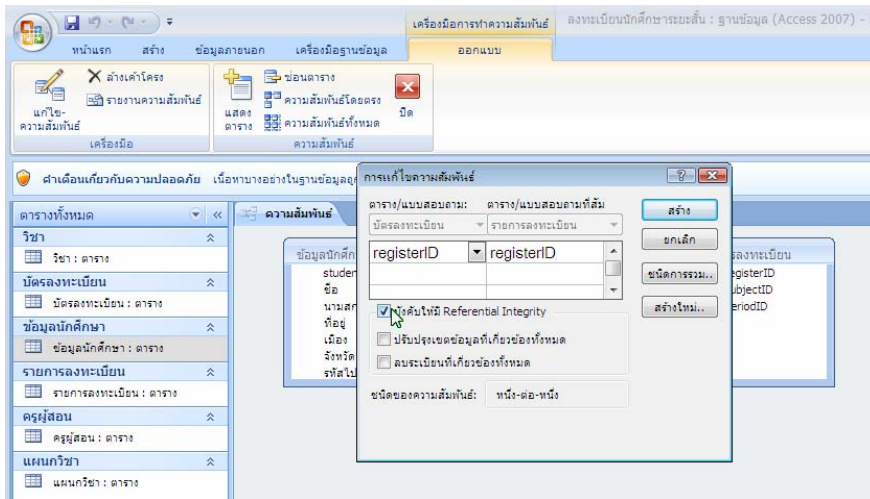 เครื่องมือการทำความสัมพันธ์
ลงทะเบียนนักศึกษาระยะสั้น : ฐานข้อมูล (Access 2007) -
หน้าแรก สร้าง ข้อมูลภายนอก เครื่องมือฐานข้อมูล ออกแบบ
ล้างเค้าโครง
รายงานความสัมพันธ์
แก้ไข-
ความสัมพันธ์
เครื่องมือ
แสดง
ตาราง
ซ่อนตาราง
ความสัมพันธ์โดยตรง
ความสัมพันธ์ทั้งหมด
ปิด
ความสัมพันธ์
คำเตือนเกี่ยวกับความปลอดภัย เนื้อหาบางอย่างในฐานข้อมูลถูก
ตารางทั้งหมด
วิชา
วิชา : ตาราง
บัตรลงทะเบียน
บัตรลงทะเบียน : ตาราง
ข้อมูลนักศึกษา
ข้อมูลนักศึกษา : ตาราง
รายการลงทะเบียน
รายการลงทะเบียน : ตาราง
ครูผู้สอน
ครูผู้สอน : ตาราง
แผนกวิชา
แผนกวิชา : ตาราง
ความสัมพันธ์
ข้อมูลนักศึก
studen
ชื่อ
นามสก
ที่อยู่
เมือง
จังหวัด
รหัสไป
การแก้ไขความสัมพันธ์
ตาราง/แบบสอบถาม: ตาราง/แบบสอบถามที่สัม
บัตรลงทะเบียน รายการลงทะเบียน
registerID registerID
บังคับให้มี Referential Integrity
ปรับปรุงเขตข้อมูลที่เกี่ยวข้องทั้งหมด
ลบระเบียนที่เกี่ยวข้องทั้งหมด
ชนิดของความสัมพันธ์: หนึ่ง-ต่อ-หนึ่ง
สร้าง
ยกเลิก
ชนิดการรวม..
สร้างใหม่..
ลงทะเบียน
egisterID
ubjectID
eriodID